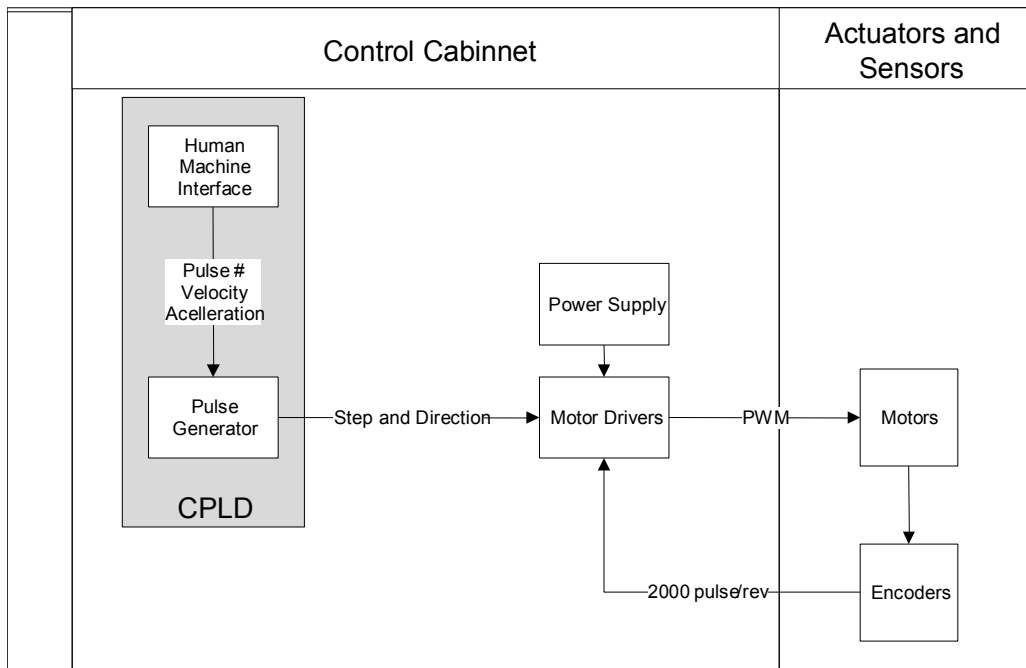 Control Cabinnet
Actuators and
Sensors
Human
Machine
Interface
Pulse #
Velocity
Acelleration
Power Supply
Pulse
Generator
Step and Direction
Motor Drivers
PWM
Motors
CPLD
2000 pulse/rev
Encoders